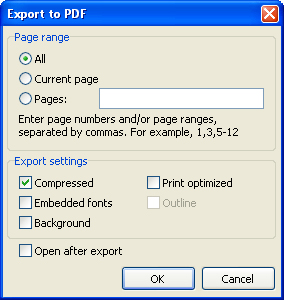 Export to PDF
Page range
All
Current page
Pages:
Enter page numbers and/or page ranges,
separated by commas. For example, 1,3,5-12
Export settings
Compressed
Print optimized
Embedded fonts
Outline
Background
Open after export
OK
Cancel